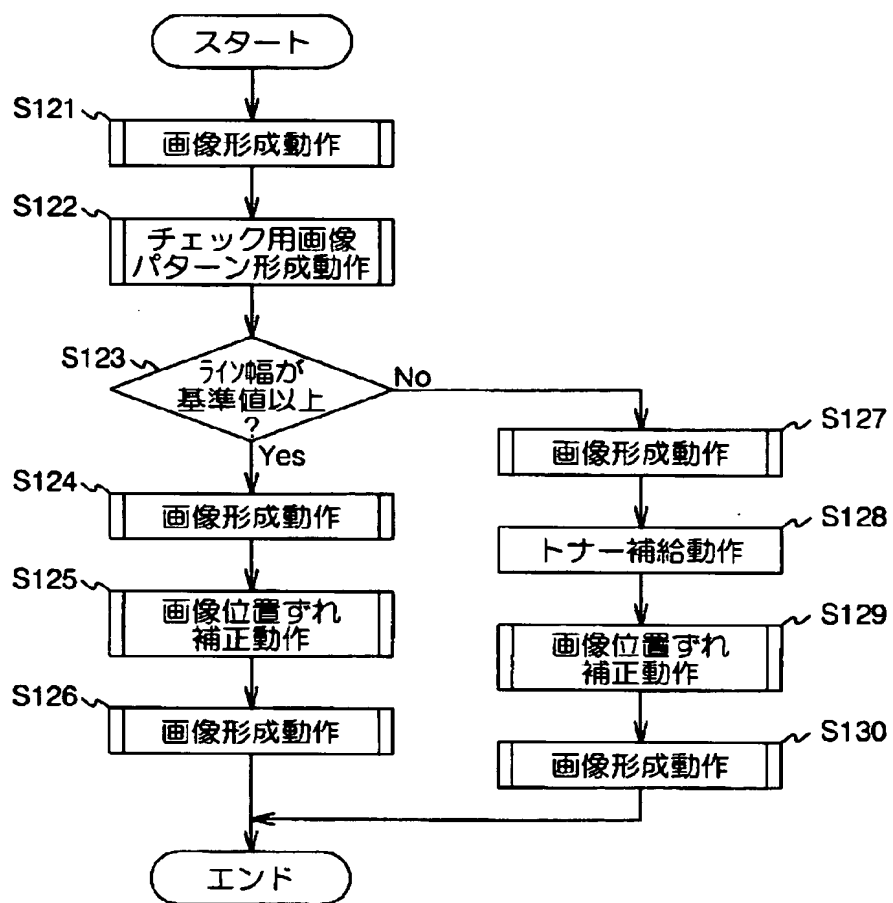 スタート
S121
画像形成動作
S122
チェック用画像
パターン形成動作
S123
ライン幅が
基準値以上
?
No
Yes
S124
画像形成動作
S125
画像位置ずれ
補正動作
S126
画像形成動作
S127
画像形成動作
S128
トナー補給動作
S129
画像位置ずれ
補正動作
S130
画像形成動作
エンド